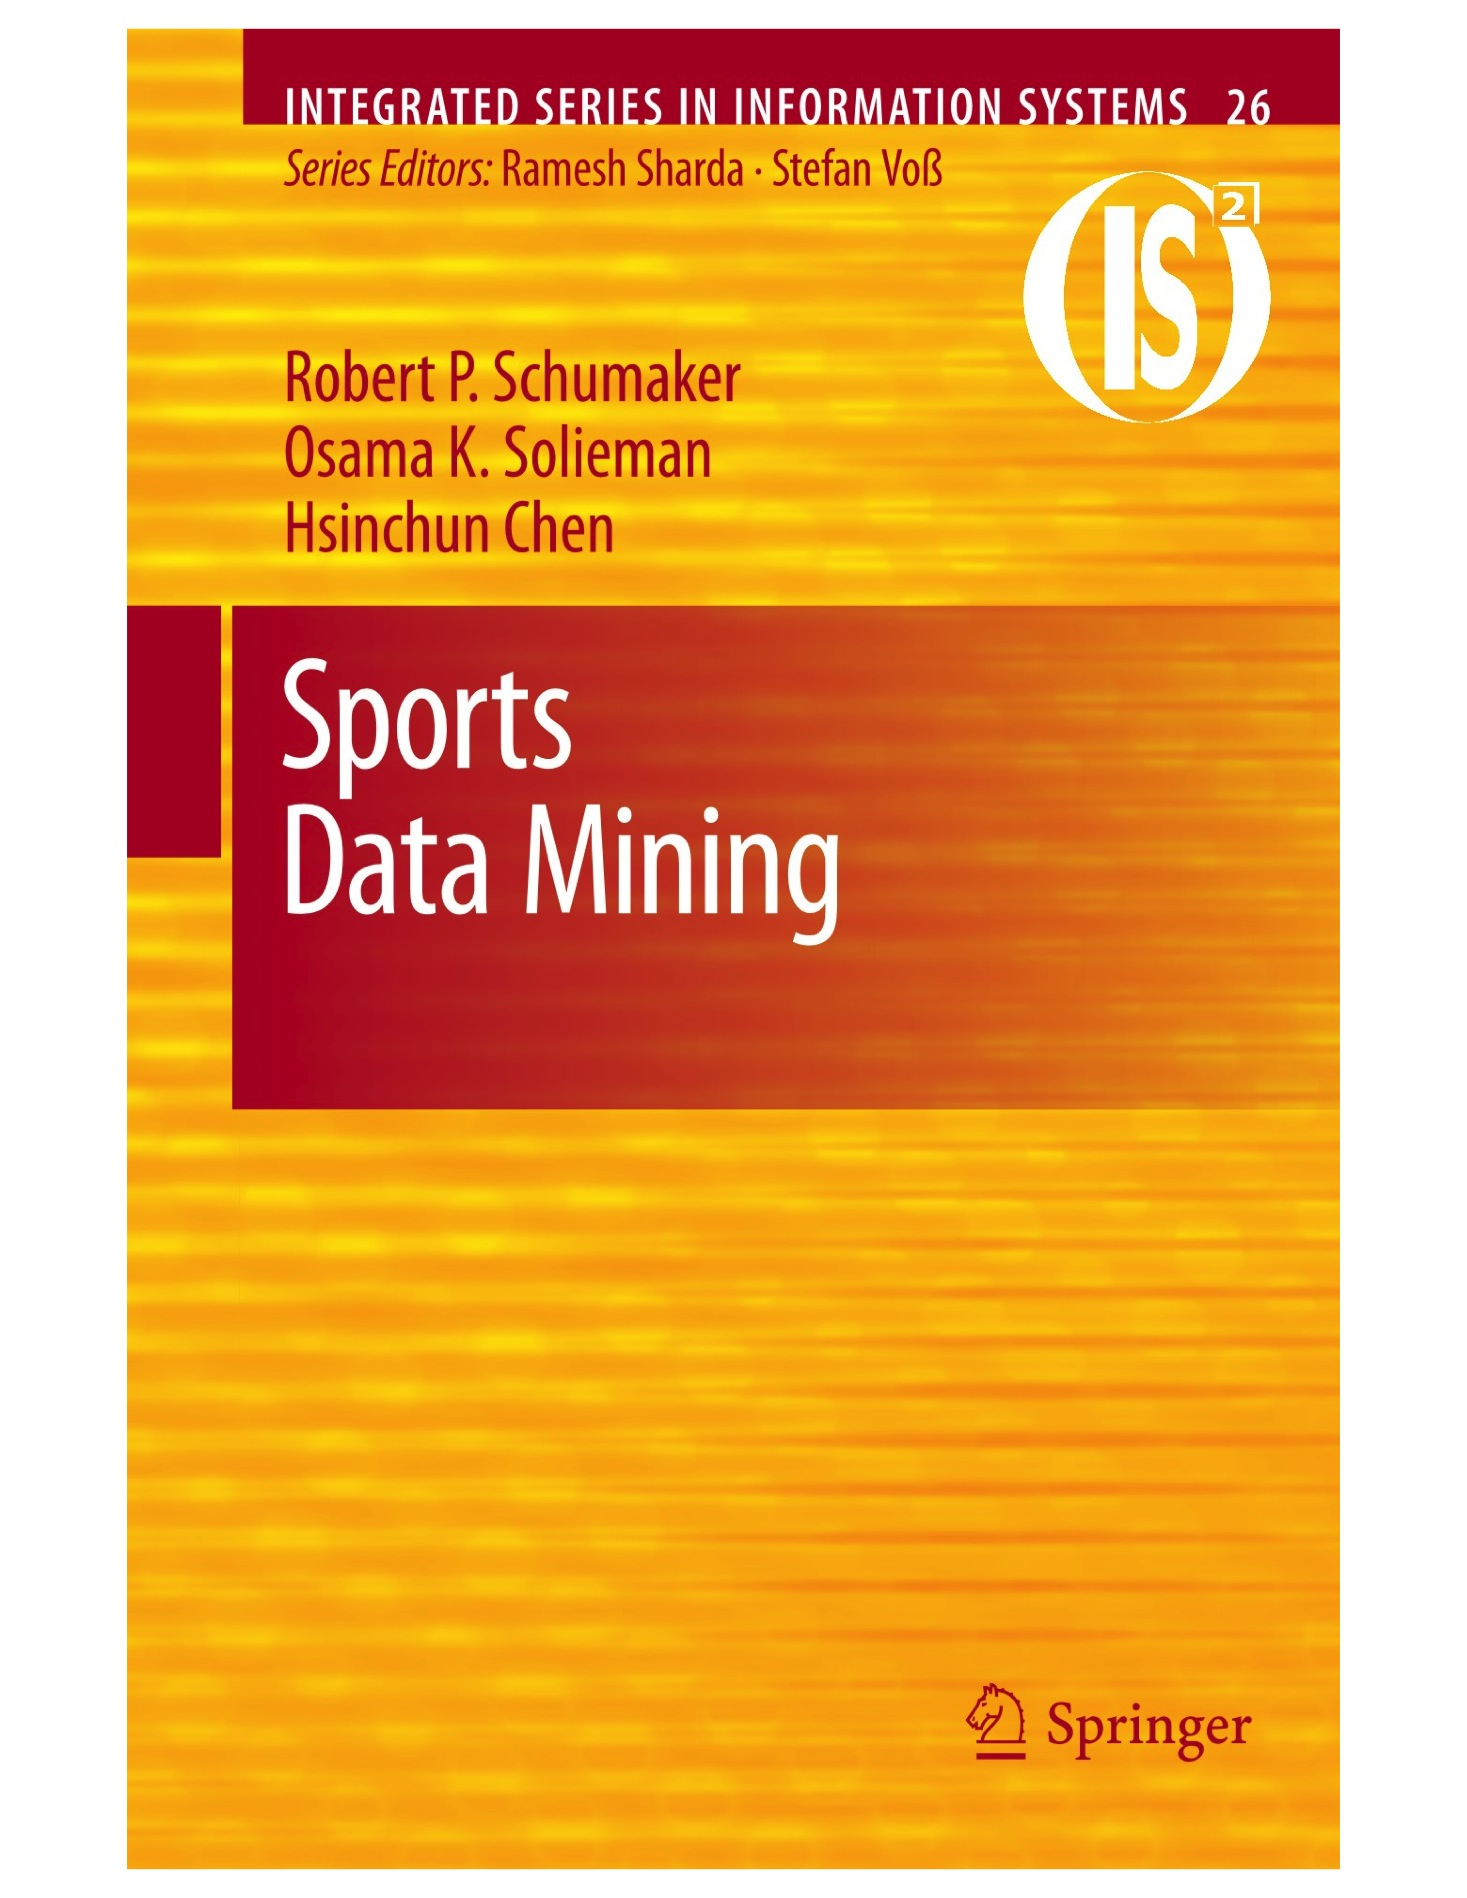 INTEGRATED SERIES IN INFORMATION SYSTEMS 26
Series Editors: Ramesh Sharda · Stefan Voß
IS 2
Robert P. Schumaker
Osama K. Solieman
Hsinchun Chen
Sports
Data Mining
Springer